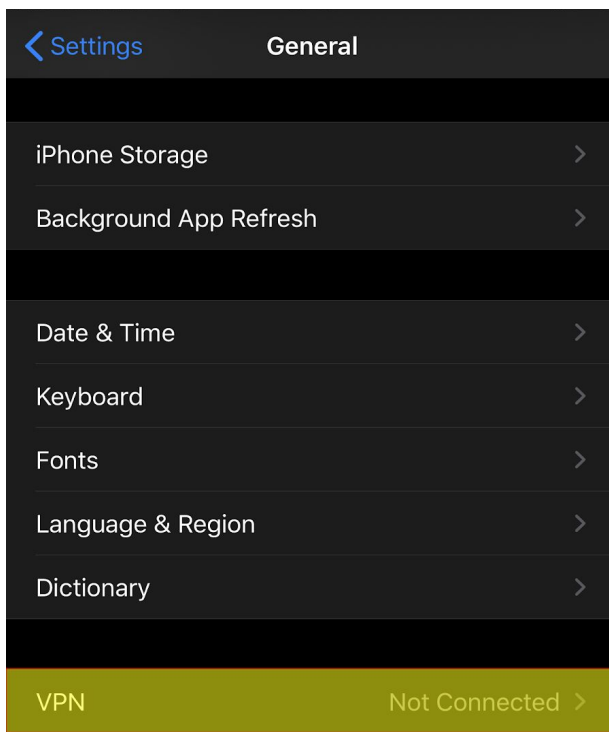 Settings General
iPhone Storage
Background App Refresh
Date & Time
Keyboard
Fonts
Language & Region
Dictionary
VPN Not Connected